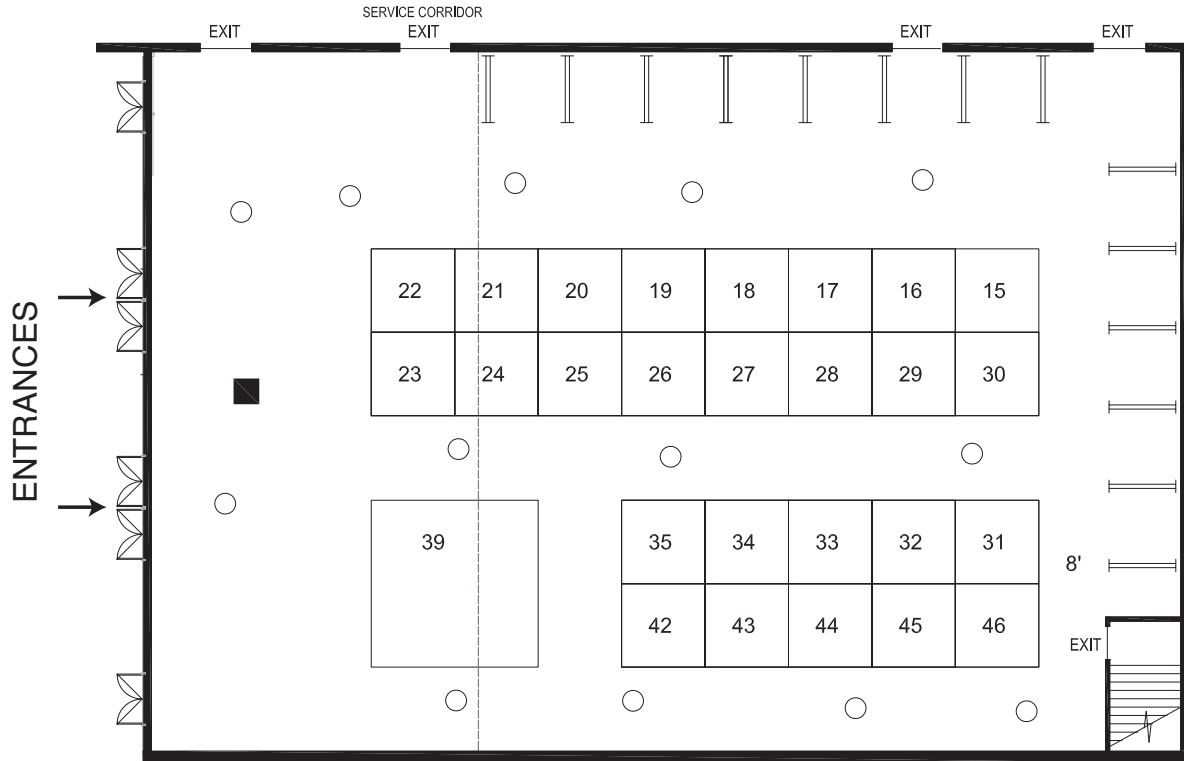 SERVICE CORRIDOR
EXIT EXIT EXIT EXIT
ENTRANCES
22 21 20 19 18 17 16 15
23 24 25 26 27 28 29 30
39 35 34 33 32 31
8'
42 43 44 45 46
EXIT